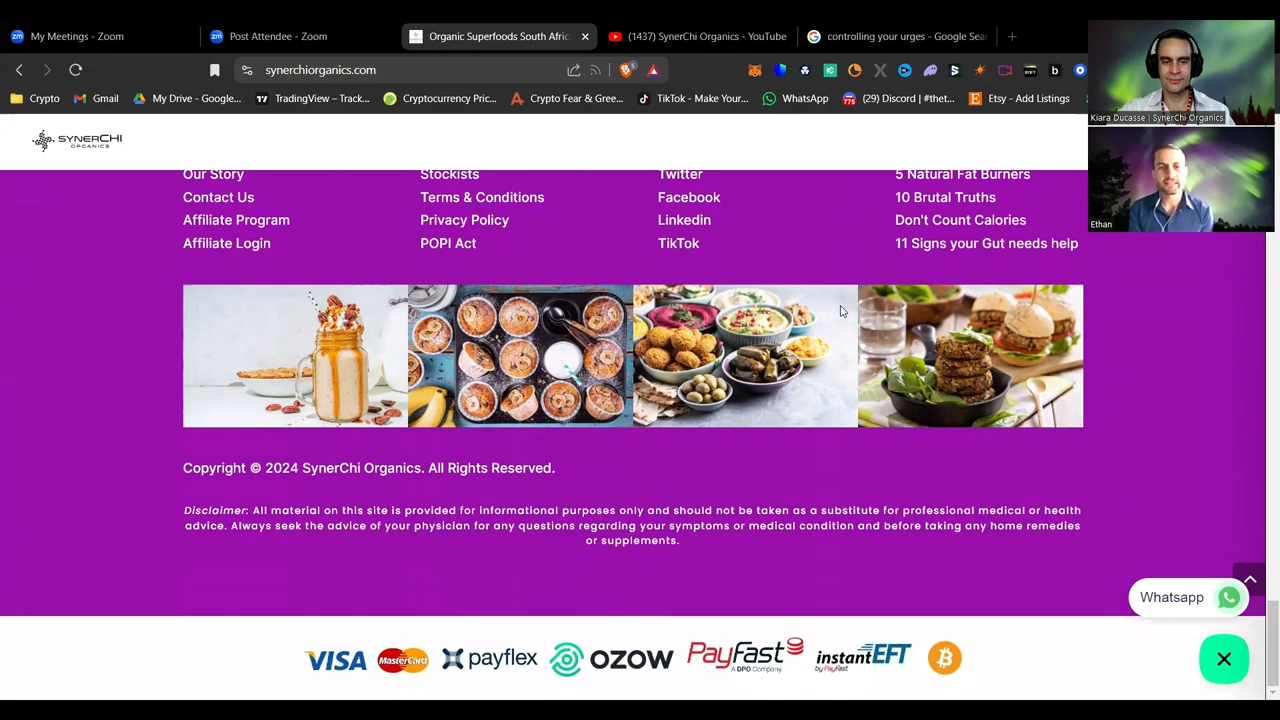 My Meetings - Zoom
Post Attendee - Zoom
Organic Superfoods South Afric
(1437) SynerChi Organics - YouTube
controlling your urges - Google Sea
synerchiorganics.com
5
Crypto
Gmail
My Drive - Google...
TradingView – Track...
Cryptocurrency Pric...
Crypto Fear & Gree...
TikTok - Make Your...
WhatsApp
(29) Discord | #thet...
Etsy - Add Listings
Kiara Ducasse | SynerChi Organics
Ethan
SYNERCHI
ORGANICS
Our Story
Stockists
Twitter
5 Natural Fat Burners
Contact Us
Terms & Conditions
Facebook
10 Brutal Truths
Affiliate Program
Privacy Policy
Linkedin
Don't Count Calories
Affiliate Login
POPI Act
TikTok
11 Signs your Gut needs help
Copyright © 2024 SynerChi Organics. All Rights Reserved.
Disclaimer: All material on this site is provided for informational purposes only and should not be taken as a substitute for professional medical or health
advice. Always seek the advice of your physician for any questions regarding your symptoms or medical condition and before taking any home remedies
or supplements.
Whatsapp
VISA
MasterCard
payflex
OZOW
PayFast
A DPO Company
instantEFT
by PayFast